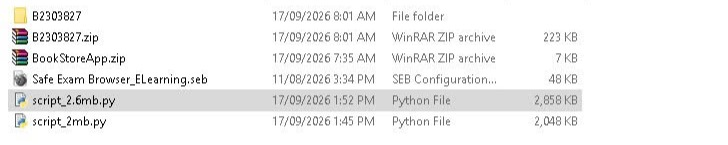 B2303827 17/09/2026 8:01 AM File folder
B2303827.zip 17/09/2026 8:01 AM WinRAR ZIP archive 223 KB
BookStoreApp.zip 17/09/2026 7:35 AM WinRAR ZIP archive 7 KB
Safe Exam Browser_ELearning.seb 11/08/2026 3:34 PM SEB Configuration... 48 KB
script_2.6mb.py 17/09/2026 1:52 PM Python File 2,858 KB
script_2mb.py 17/09/2026 1:45 PM Python File 2,048 KB